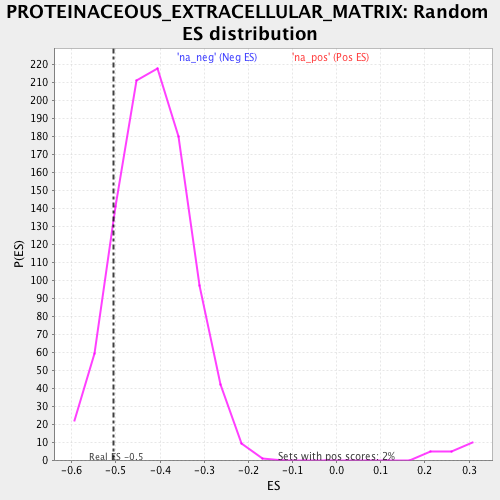 PROTEINACEOUS_EXTRACELLULAR_MATRIX: Random
ES distribution
'na_neg' (Neg ES) 'na_pos' (Pos ES)
220
210
200
190
180
170
160
150
140
130
120
110
100
90
80
70
60
50
40
30
20
10
0
P(ES)
Real ES -0.5
Sets with pos scores: 2%
-0.6 -0.5 -0.4 -0.3 -0.2 -0.1 0.0 0.1 0.2 0.3
ES